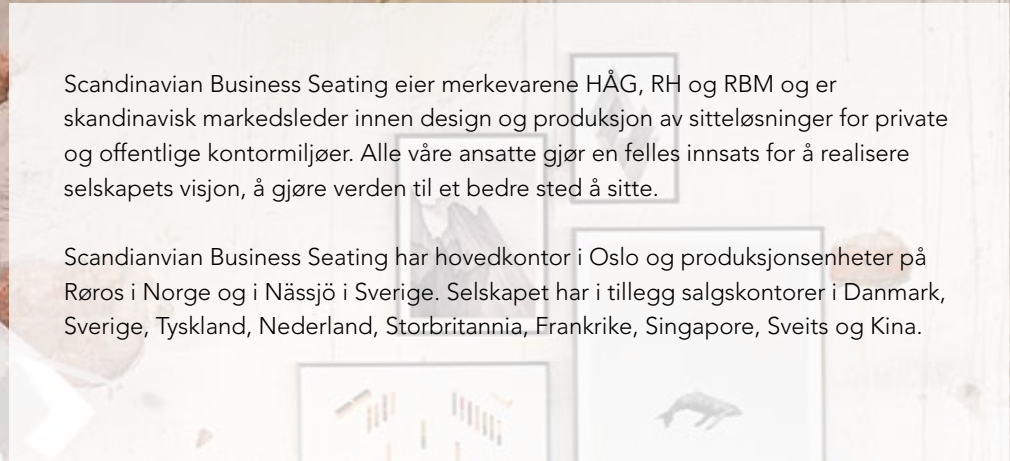 Scandinavian Business Seating eier merkevarene HÅG, RH og RBM og er
skandinavisk markedsleder innen design og produksjon av sitteløsninger for private
og offentlige kontormiljøer. Alle våre ansatte gjør en felles innsats for å realisere
selskapets visjon, å gjøre verden til et bedre sted å sitte.
Scandianvian Business Seating har hovedkontor i Oslo og produksjonsenheter på
Røros i Norge og i Nässjö i Sverige. Selskapet har i tillegg salgskontorer i Danmark,
Sverige, Tyskland, Nederland, Storbritannia, Frankrike, Singapore, Sveits og Kina.